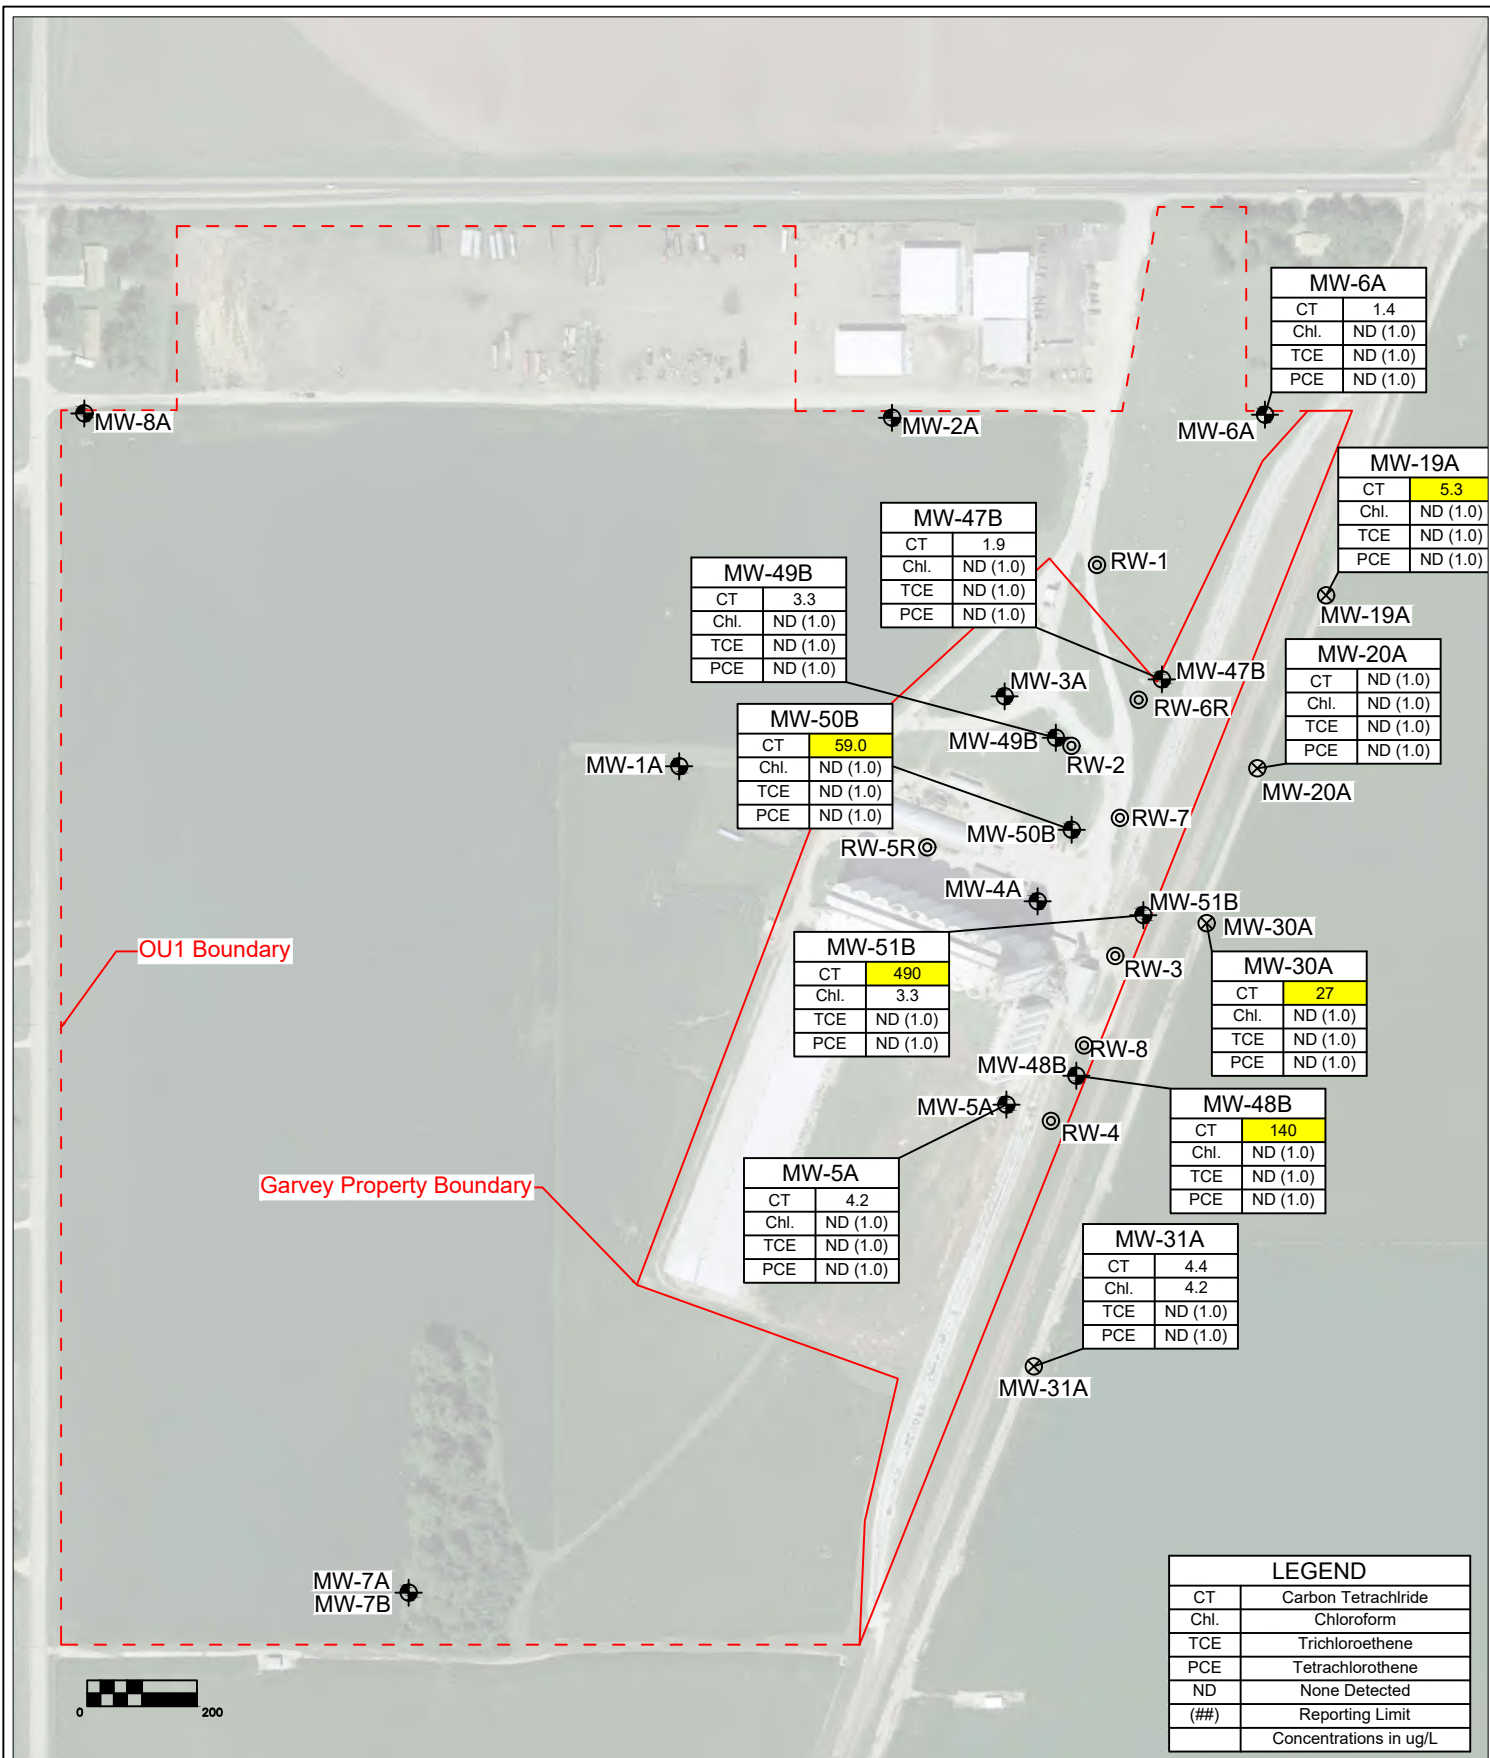 MW-6A
CT 1.4
Chl. ND (1.0)
TCE ND (1.0)
PCE ND (1.0)
MW-8A
MW-2A
MW-6A
MW-19A
CT 5.3
Chl. ND (1.0)
TCE ND (1.0)
PCE ND (1.0)
MW-19A
MW-47B
CT 1.9
Chl. ND (1.0)
TCE ND (1.0)
PCE ND (1.0)
RW-1
MW-49B
CT 3.3
Chl. ND (1.0)
TCE ND (1.0)
PCE ND (1.0)
MW-20A
CT ND (1.0)
Chl. ND (1.0)
TCE ND (1.0)
PCE ND (1.0)
MW-47B
MW-3A
RW-6R
MW-50B
CT 59.0
Chl. ND (1.0)
TCE ND (1.0)
PCE ND (1.0)
MW-49B
RW-2
MW-1A
MW-20A
RW-7
MW-50B
RW-5R
MW-4A
MW-51B
MW-30A
MW-51B
CT 490
Chl. 3.3
TCE ND (1.0)
PCE ND (1.0)
OU1 Boundary
RW-3
MW-30A
CT 27
Chl. ND (1.0)
TCE ND (1.0)
PCE ND (1.0)
RW-8
MW-48B
MW-5A
RW-4
MW-48B
CT 140
Chl. ND (1.0)
TCE ND (1.0)
PCE ND (1.0)
MW-5A
CT 4.2
Chl. ND (1.0)
TCE ND (1.0)
PCE ND (1.0)
Garvey Property Boundary
MW-31A
CT 4.4
Chl. 4.2
TCE ND (1.0)
PCE ND (1.0)
MW-31A
MW-7A
MW-7B
0 200
LEGEND
CT Carbon Tetrachlride
Chl. Chloroform
TCE Trichloroethene
PCE Tetrachlorothene
ND None Detected
(##) Reporting Limit
Concentrations in ug/L